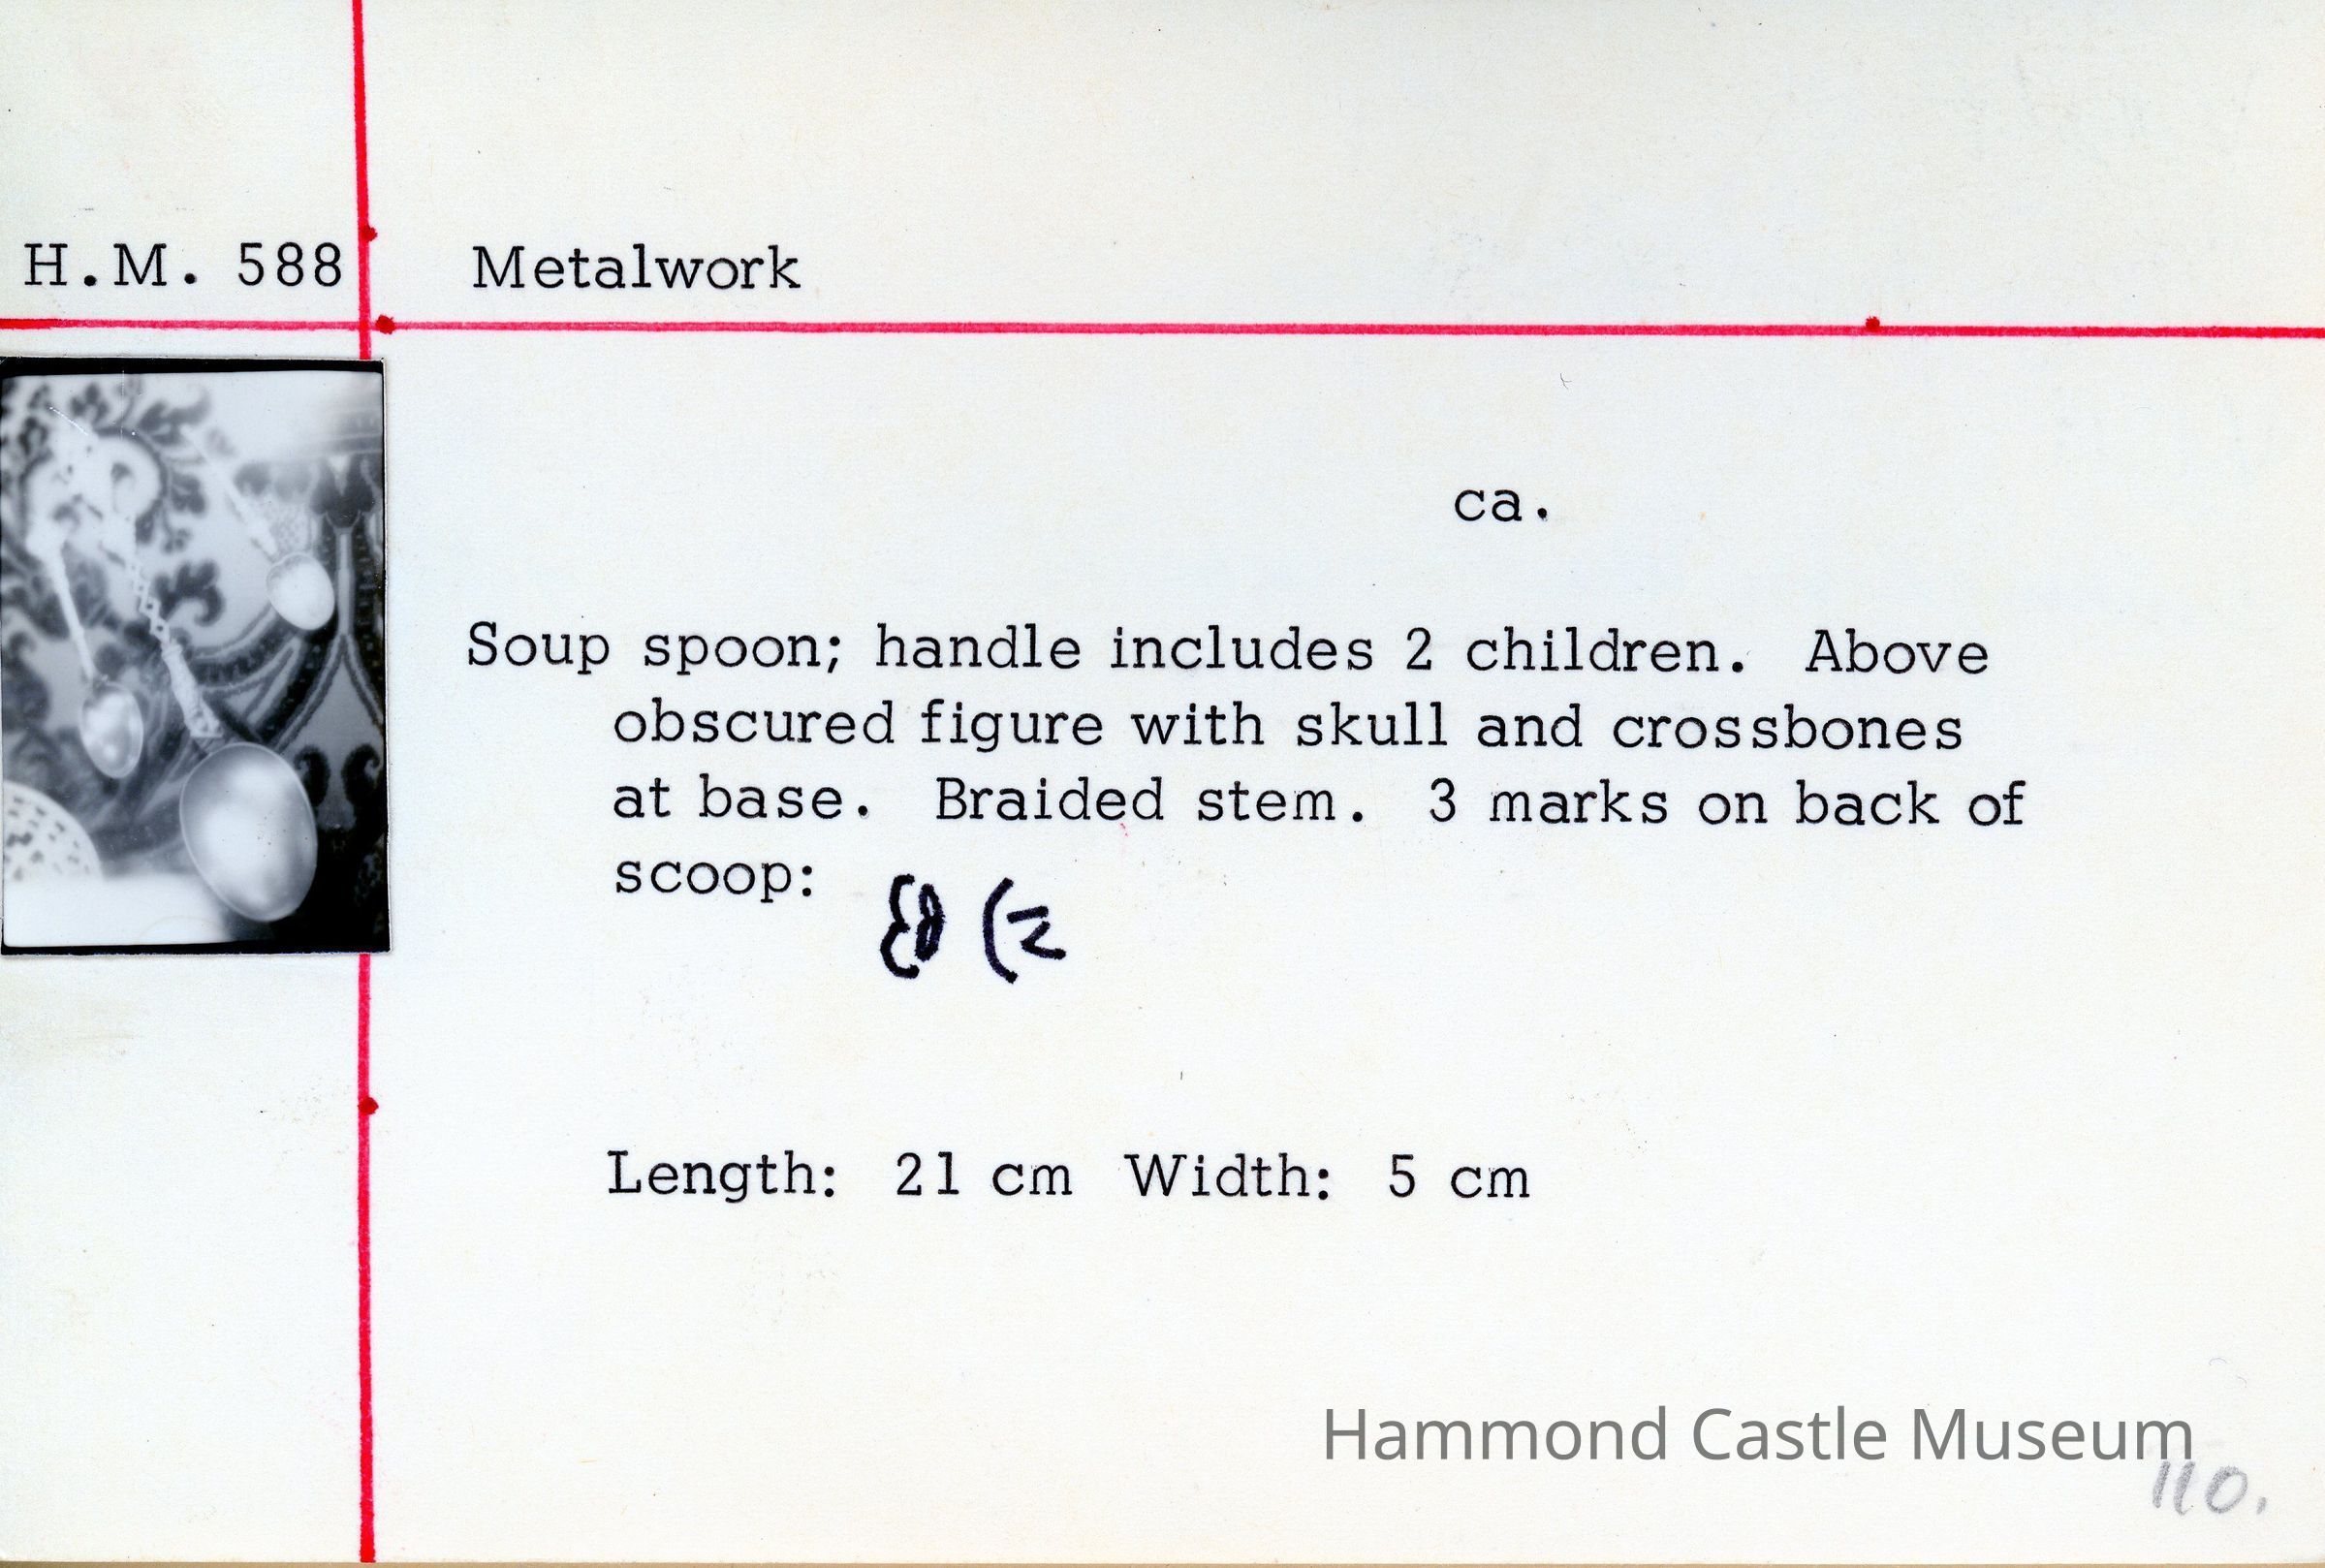 H.M. 588 Metalwork
ca.
Soup spoon; handle includes 2 children. Above
obscured figure with skull and crossbones
at base. Braided stem. 3 marks on back of
scoop:
Length: 21 cm Width: 5 cm
Hammond Castle Museum
110.